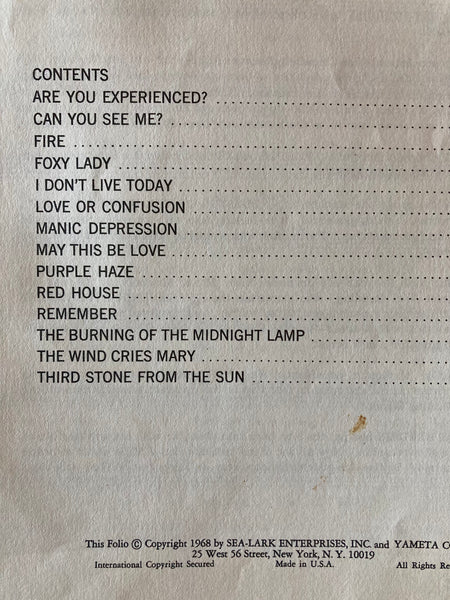 CONTENTS
ARE YOU EXPERIENCED? ........................
CAN YOU SEE ME? ..............................
FIRE ............................................
FOXY LADY .....................................
I DON'T LIVE TODAY ............................
LOVE OR CONFUSION ..........................
MANIC DEPRESSION ...........................
MAY THIS BE LOVE .............................
PURPLE HAZE ..................................
RED HOUSE ....................................
REMEMBER ....................................
THE BURNING OF THE MIDNIGHT LAMP ..............
THE WIND CRIES MARY .........................
THIRD STONE FROM THE SUN ...................
This Folio © Copyright 1968 by SEA-LARK ENTERPRISES, INC. and YAMETA
25 West 56 Street, New York, N. Y. 10019
International Copyright Secured Made in U.S.A. All Rights